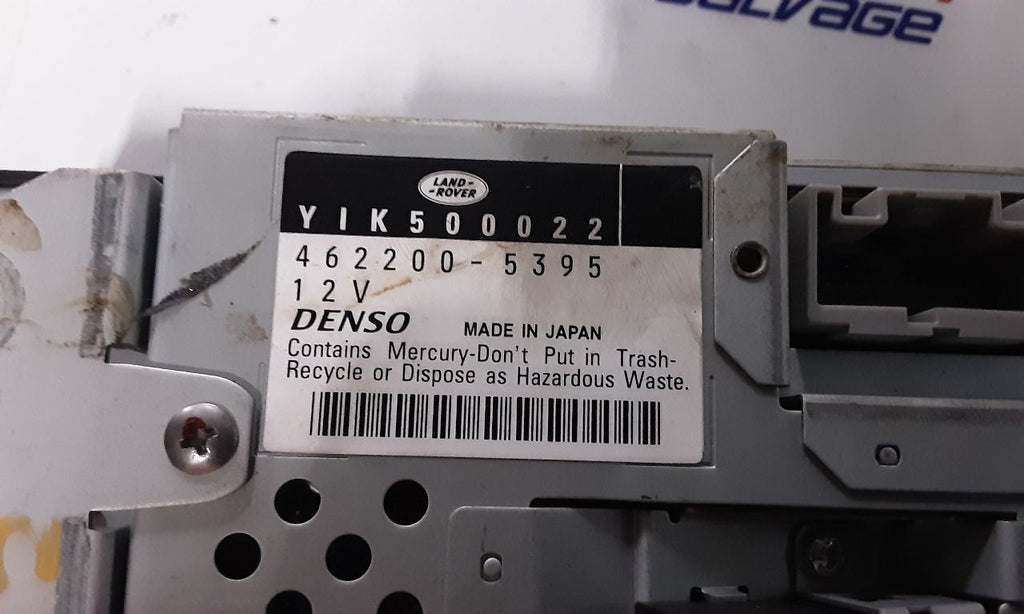 Salvage
LAND-
-ROVER
YIK500022
462200-5395
12V
DENSO MADE IN JAPAN
Contains Mercury-Don't Put in Trash-
Recycle or Dispose as Hazardous Waste.